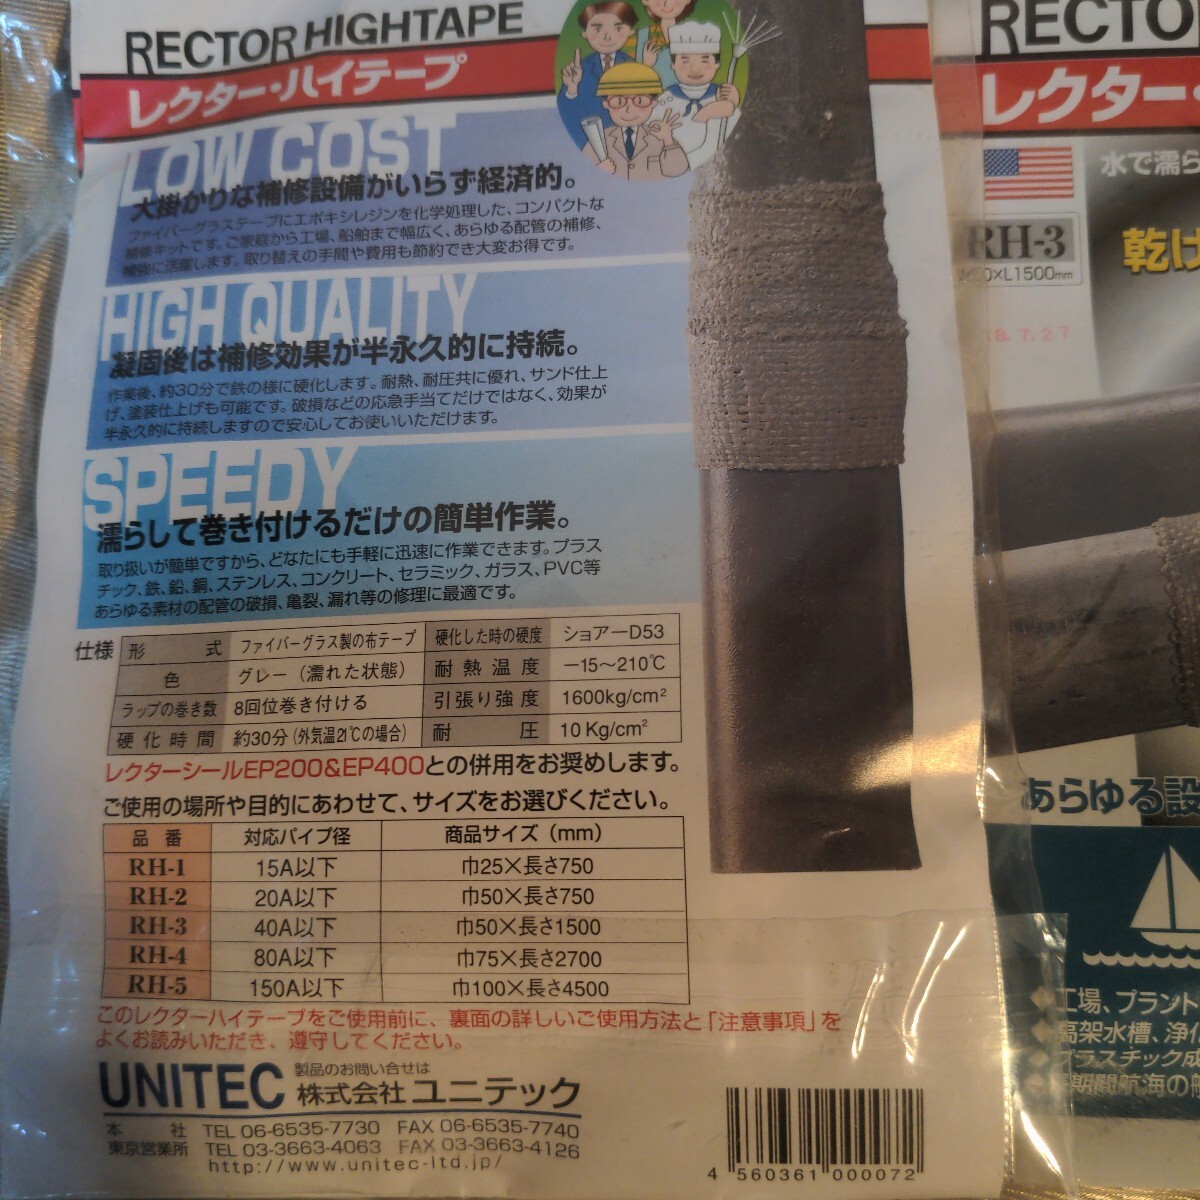 RECTOR HIGHTAPE
レクター・ハイテープ
LOW COST
大掛かりな補修設備がいらず経済的。
ファイバーグラステープにエポキシレジンを化学処理した、コンパクトな
補修キットです。ご家庭から工場、船舶まで幅広く、あらゆる配管の補修、
補強に活躍します。取り替えの手間や費用も節約でき大変お得です。
HIGH QUALITY
凝固後は補修効果が半永久的に持続。
作業後、約30分で鉄の様に硬化します。耐熱、耐圧共に優れ、サンド仕上
げ、塗装仕上げも可能です。破損などの応急手当てだけではなく、効果が
半永久的に持続しますので安心してお使いいただけます。
SPEEDY
濡らして巻き付けるだけの簡単作業。
取り扱いが簡単ですから、どなたにも手軽に迅速に作業できます。プラス
チック、鉄、鉛、銅、ステンレス、コンクリート、セラミック、ガラス、PVC等
あらゆる素材の配管の破損、亀裂、漏れ等の修理に最適です。
仕様 形式 ファイバーグラス製の布テープ 硬化した時の硬度 ショアーD53
色 グレー（濡れた状態） 耐熱温度 －15～210℃
ラップの巻き数 8回位巻き付ける 引張り強度 1600kg/cm²
硬化時間 約30分（外気温21℃の場合） 耐圧 10Kg/cm²
レクターシールEP200&EP400との併用をお奨めします。
ご使用の場所や目的にあわせて、サイズをお選びください。
品番 対応パイプ径 商品サイズ（mm）
RH-1 15A以下 巾25×長さ750
RH-2 20A以下 巾50×長さ750
RH-3 40A以下 巾50×長さ1500
RH-4 80A以下 巾75×長さ2700
RH-5 150A以下 巾100×長さ4500
このレクターハイテープをご使用前に、裏面の詳しいご使用方法と「注意事項」を
よくお読みいただき、遵守してください。
製品のお問い合せは
UNITEC 株式会社 ユニテック
本社 TEL 06-6535-7730 FAX 06-6535-7740
東京営業所 TEL 03-3663-4063 FAX 03-3663-4126
http://www.unitec-ltd.jp/
4 560361 000072
RECTO
レクター・
水で濡ら
RH-3
W50×L1500mm
乾け
18.7.27
あらゆる設
工場、プラント
高架水槽、浄化
プラスチック成
長期間航海の